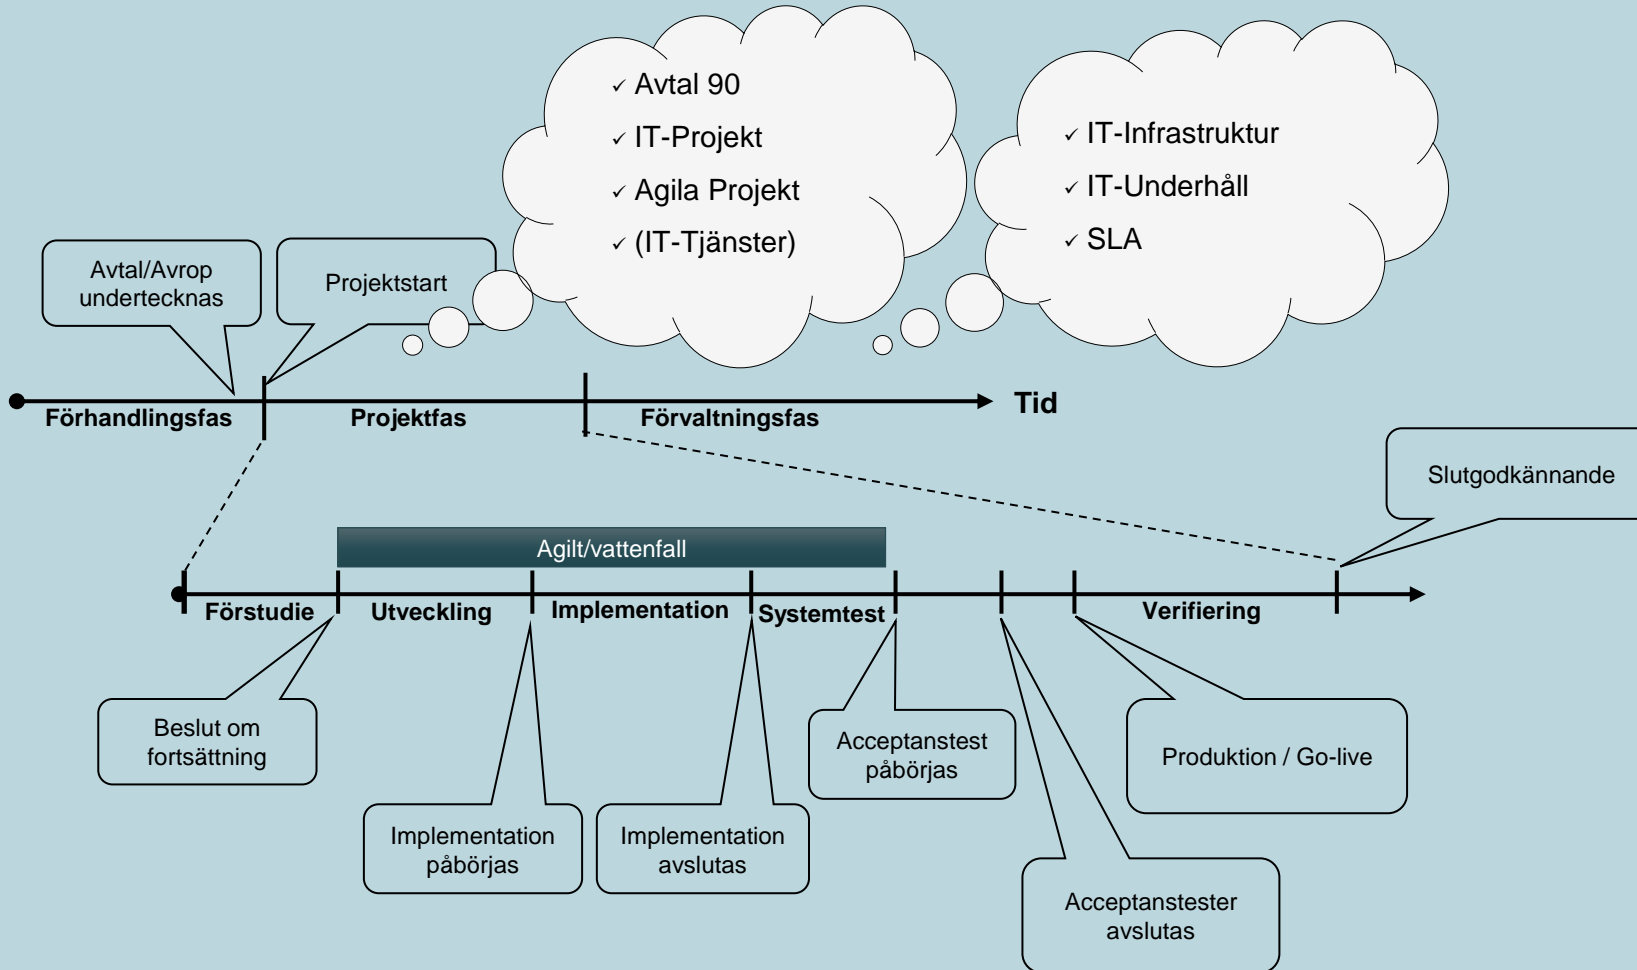 ✓ Avtal 90
✓ IT-Projekt
✓ Agila Projekt
✓ (IT-Tjänster)
✓ IT-Infrastruktur
✓ IT-Underhåll
✓ SLA
Avtal/Avrop
undertecknas
Projektstart
Förhandlingsfas
Projektfas
Förvaltningsfas
Tid
Slutgodkännande
Agilt/vattenfall
Förstudie
Utveckling
Implementation
Systemtest
Verifiering
Beslut om
fortsättning
Implementation
påbörjas
Implementation
avslutas
Acceptanstest
påbörjas
Produktion / Go-live
Acceptanstester
avslutas